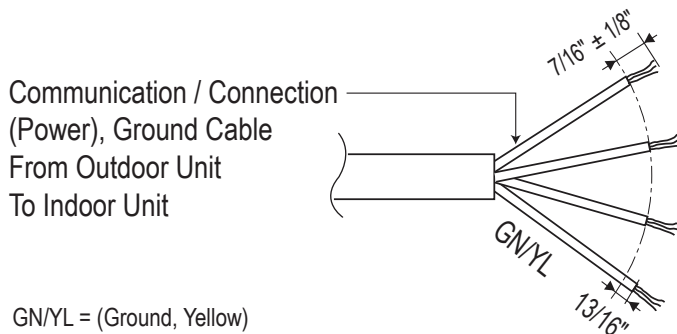 7/16" ± 1/8"
Communication / Connection
(Power), Ground Cable
From Outdoor Unit
To Indoor Unit
GN/YL
13/16"
GN/YL = (Ground, Yellow)